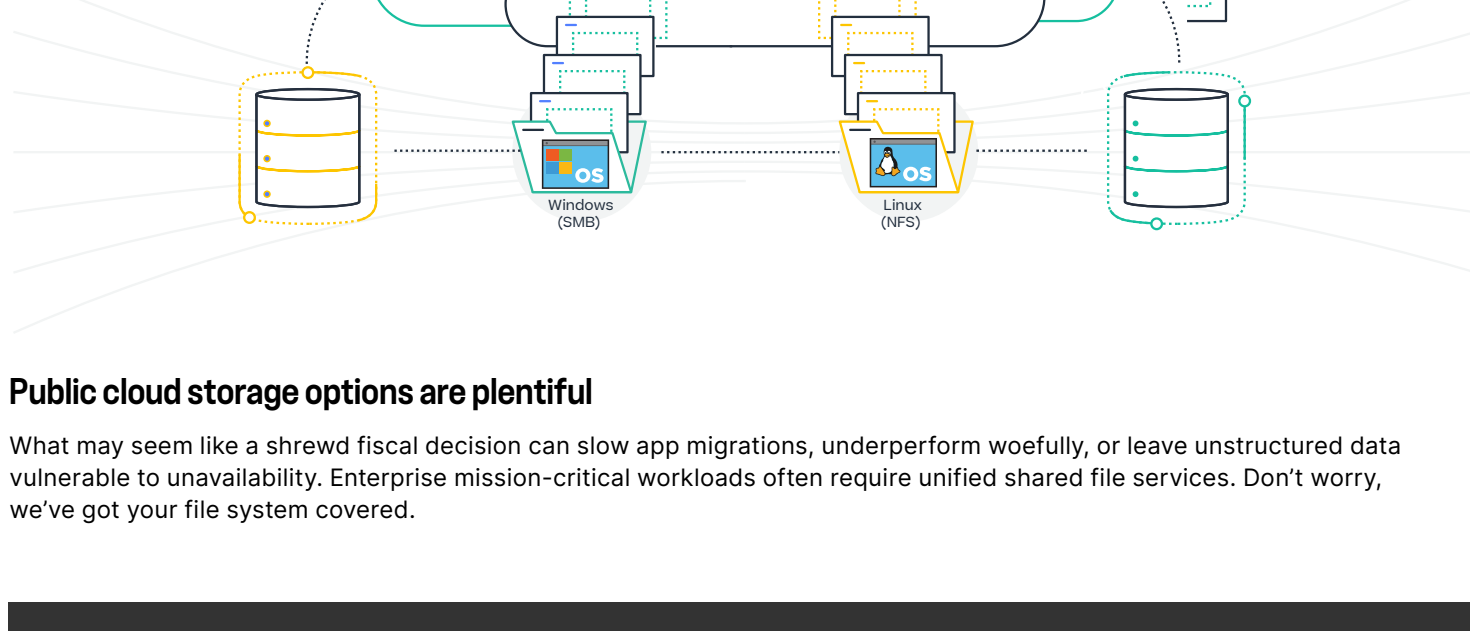 OS
OS
Windows
(SMB)
Linux
(NFS)
Public cloud storage options are plentiful
What may seem like a shrewd fiscal decision can slow app migrations, underperform woefully, or leave unstructured data
vulnerable to unavailability. Enterprise mission-critical workloads often require unified shared file services. Don’t worry,
we’ve got your file system covered.